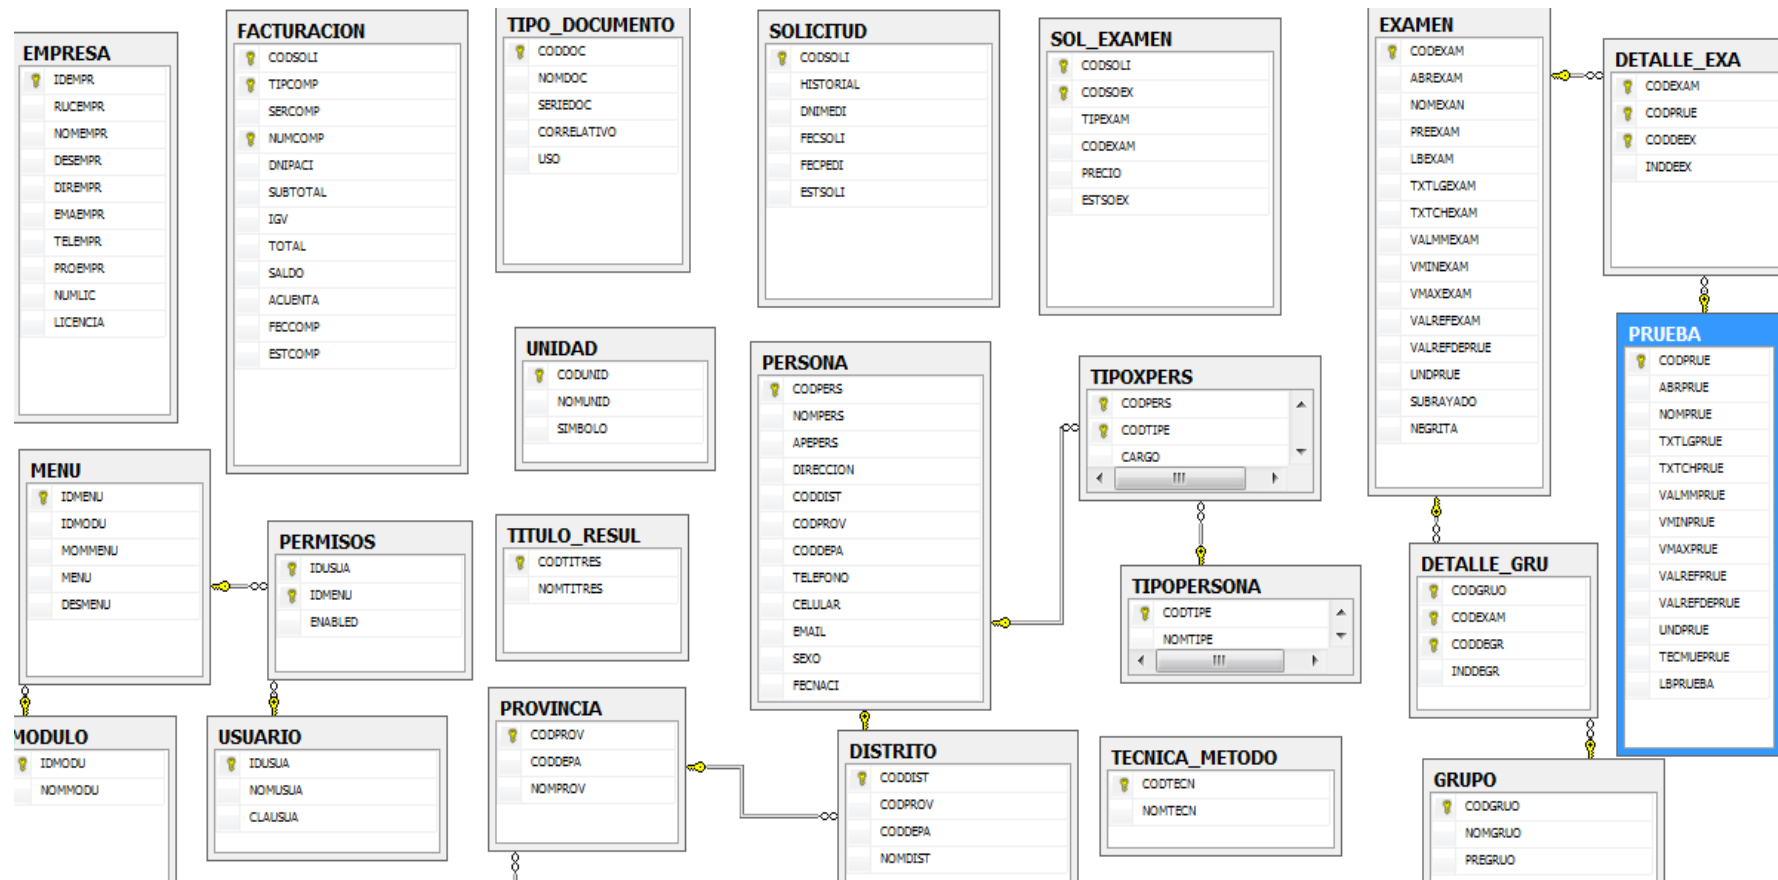 EMPRESA
IDEMPR
RUCEMPR
NOMEMPR
DESEMPR
DIREMPR
EMAEMPR
TELEMPR
PROEMPR
NUMLIC
LICENCIA
FACTURACION
CODSOLI
TIPCOMP
SERCOMP
NUMCOMP
DNIPACI
SUBTOTAL
IGV
TOTAL
SALDO
ACUENTA
FECCOMP
ESTCOMP
TIPO_DOCUMENTO
CODDOC
NOMDOC
SERIEDOC
CORRELATIVO
USO
SOLICITUD
CODSOLI
HISTORIAL
DNIMEDI
FECSOLI
FECPEDI
ESTSOLI
SOL_EXAMEN
CODSOLI
CODSOEX
TIPEXAM
CODEXAM
PRECIO
ESTSOEX
EXAMEN
CODEXAM
ABREXAM
NOMEXAN
PREEXAM
LBEXAM
TXTLGEXAM
TXTCHEXAM
VALMMEXAM
VMINEXAM
VMAXEXAM
VALREFEXAM
VALREFDEPRUE
UNDPRUE
SUBRAYADO
NEGRITA
DETALLE_EXA
CODEXAM
CODPRUE
CODDEEX
INDDEEX
UNIDAD
CODUNID
NOMUNID
SIMBOLO
PERSONA
CODPERS
NOMPERS
APEPERS
DIRECCION
CODDIST
CODPROV
CODDEPA
TELEFONO
CELULAR
EMAIL
SEXO
FECNACI
TIPOXPERS
CODPERS
CODTIPE
CARGO
PRUEBA
CODPRUE
ABRPRUE
NOMPRUE
TXTLGPRUE
TXTCHPRUE
VALMMPRUE
VMINPRUE
VMAXPRUE
VALREFPRUE
VALREFDEPRUE
UNDPRUE
TECMUEPRUE
LBPRUEBA
MENU
IDMENU
IDMODU
MOMMENU
MENU
DESMENU
PERMISOS
IDUSUA
IDMENU
ENABLED
TITULO_RESUL
CODTITRES
NOMTITRES
TIPOPERSONA
CODTIPE
NOMTIPE
DETALLE_GRU
CODGRUO
CODEXAM
CODDEGR
INDDEGR
MODULO
IDMODU
NOMMODU
USUARIO
IDUSUA
NOMUSUA
CLAUSUA
PROVINCIA
CODPROV
CODDEPA
NOMPROV
DISTRITO
CODDIST
CODPROV
CODDEPA
NOMDIST
TECNICA_METODO
CODTECN
NOMTECN
GRUPO
CODGRUO
NOMGRUO
PREGRUO